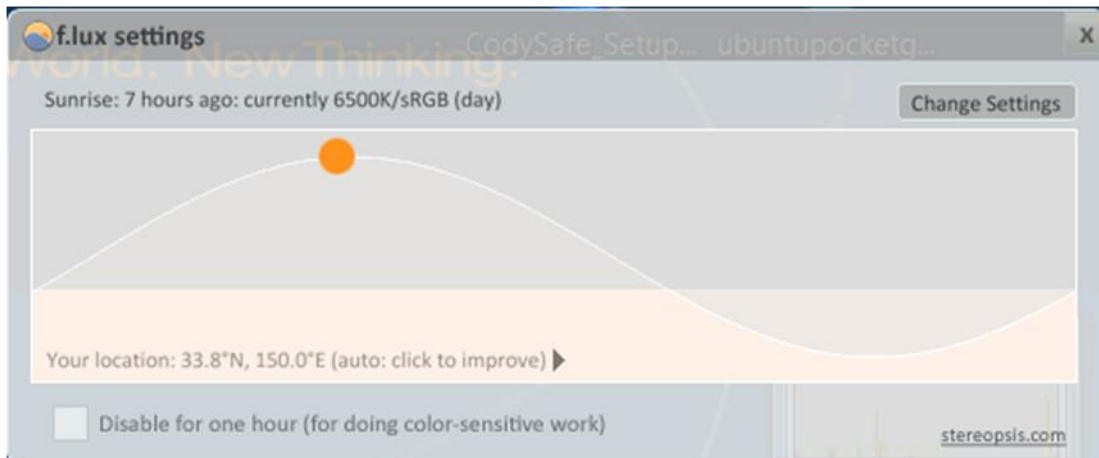 f.lux settings
CodySafe_Setup... ubuntupocketg...
X
World. New Thinking.
Sunrise: 7 hours ago: currently 6500K/sRGB (day)
Change Settings
Your location: 33.8°N, 150.0°E (auto: click to improve)
Disable for one hour (for doing color-sensitive work)
stereopsis.com